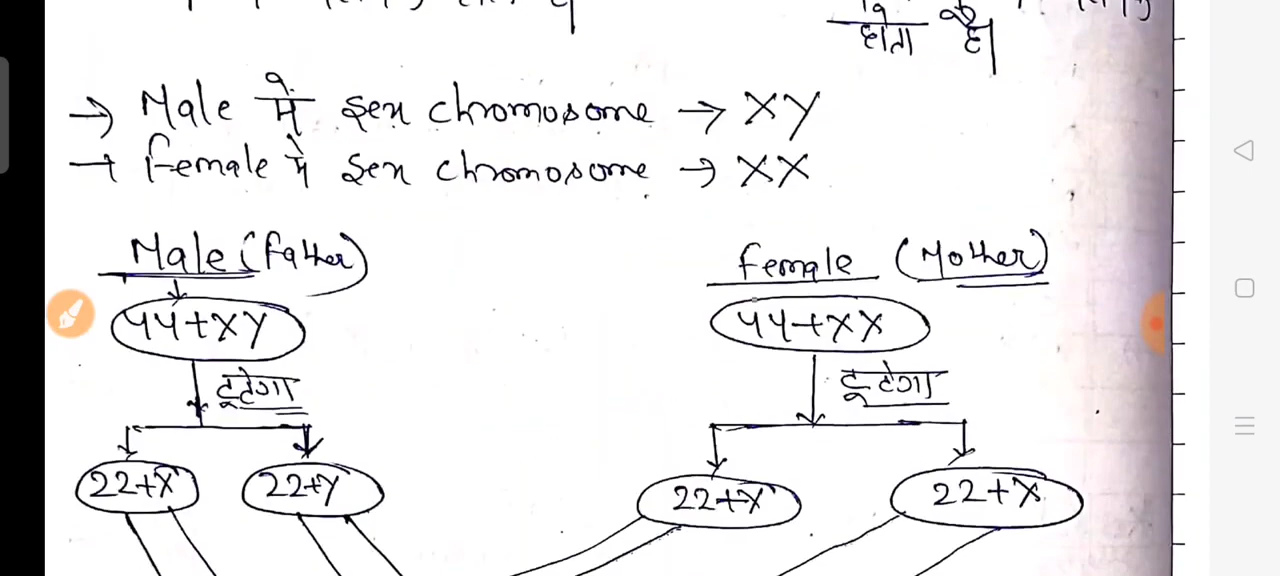 होता है।
→ Male में sex chromosome → XY
→ female में sex chromosome → XX
Male (father) female (Mother)
44+XY 44+XX
टूटेगा टूटेगा
22+X 22+Y 22+X 22+X